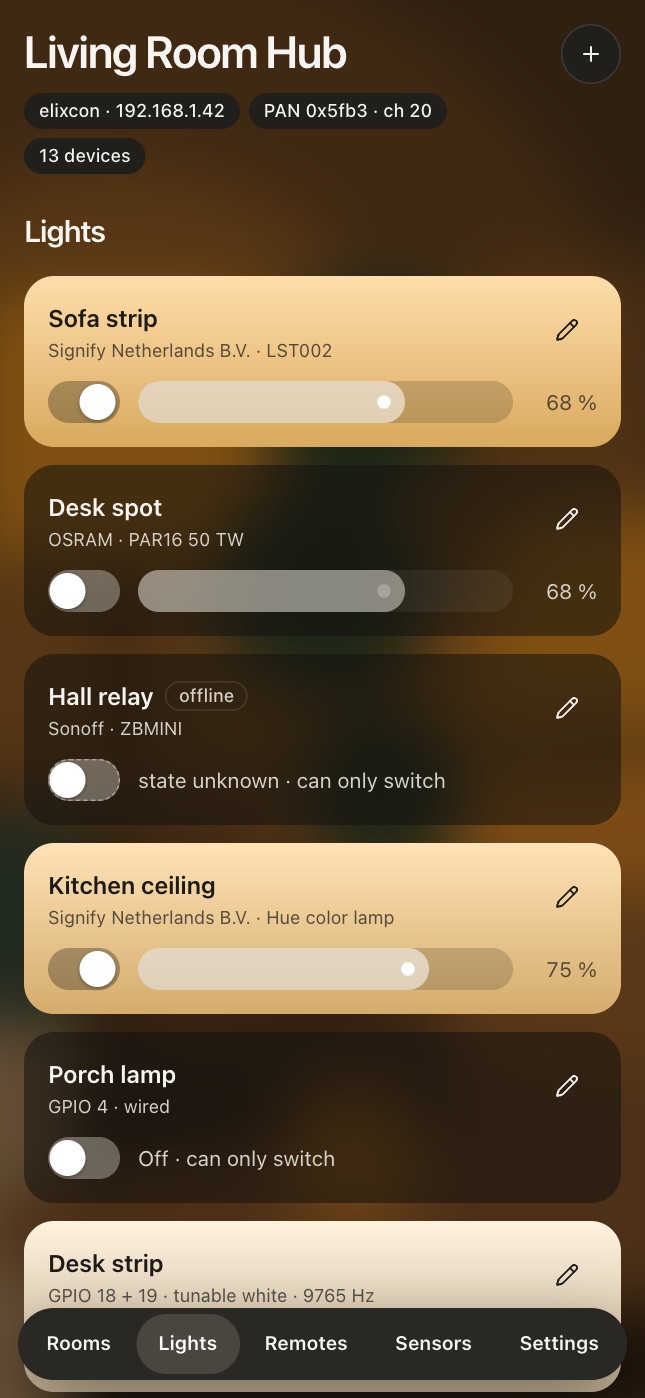 Living Room Hub
elixcon · 192.168.1.42
PAN 0x5fb3 · ch 20
13 devices
Lights
Sofa strip
Signify Netherlands B.V. · LST002
68 %
Desk spot
OSRAM · PAR16 50 TW
68 %
Hall relay
offline
Sonoff · ZBMINI
state unknown · can only switch
Kitchen ceiling
Signify Netherlands B.V. · Hue color lamp
75 %
Porch lamp
GPIO 4 · wired
Off · can only switch
Desk strip
GPIO 18 + 19 · tunable white · 9765 Hz
Rooms
Lights
Remotes
Sensors
Settings